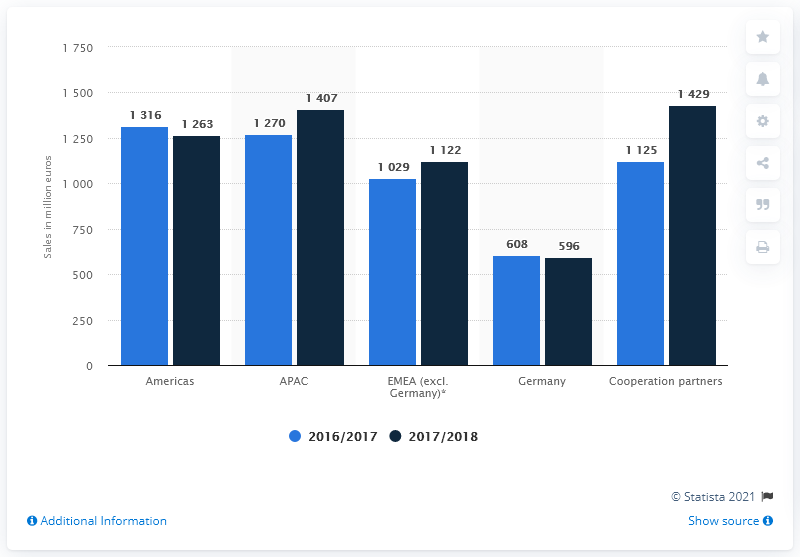 1 750
1 500
1 250
1 000
750
500
250
0
Sales in million euros
1 316
1 263
1 270
1 407
1 029
1 122
608
596
1 125
1 429
Americas
APAC
EMEA (excl.
Germany)*
Germany
Cooperation partners
2016/2017
2017/2018
© Statista 2021
Additional Information
Show source